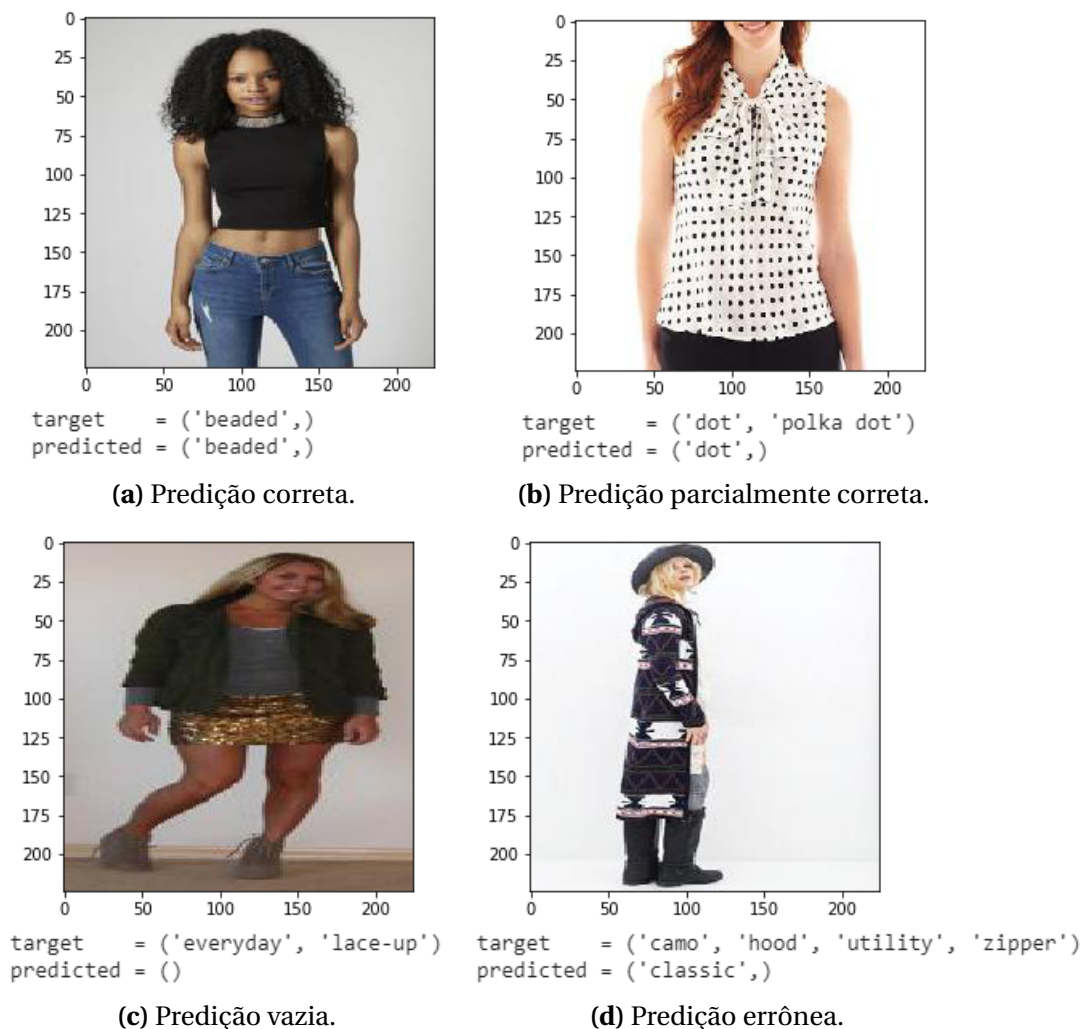 0
25
50
75
100
125
150
175
200
0 50 100 150 200
target = ('beaded',)
predicted = ('beaded',)
(a) Predição correta.
0
25
50
75
100
125
150
175
200
0 50 100 150 200
target = ('dot', 'polka dot')
predicted = ('dot',)
(b) Predição parcialmente correta.
0
25
50
75
100
125
150
175
200
0 50 100 150 200
target = ('everyday', 'lace-up')
predicted = ()
(c) Predição vazia.
0
25
50
75
100
125
150
175
200
0 50 100 150 200
target = ('camo', 'hood', 'utility', 'zipper')
predicted = ('classic',)
(d) Predição errônea.